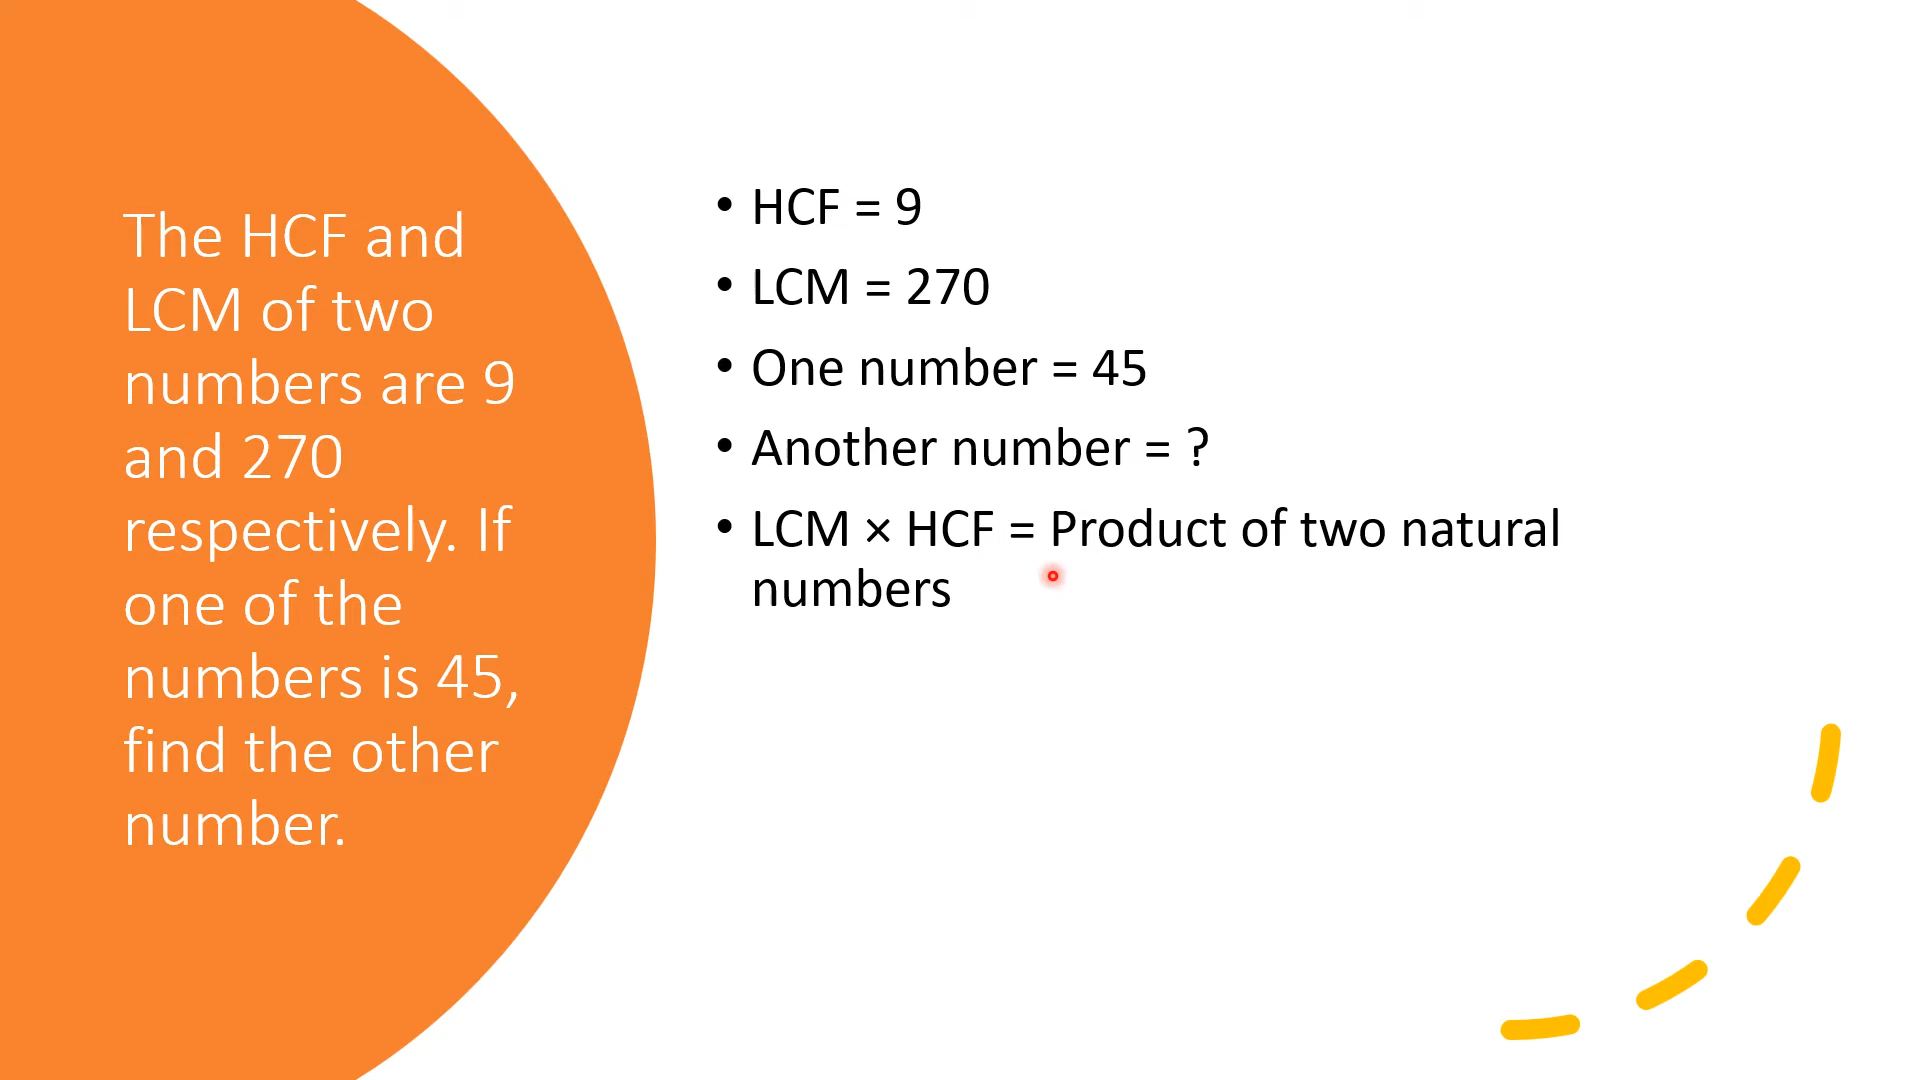 The HCF and
LCM of two
numbers are 9
and 270
respectively. If
one of the
numbers is 45,
find the other
number.
• HCF = 9
• LCM = 270
• One number = 45
• Another number = ?
• LCM × HCF = Product of two natural
numbers